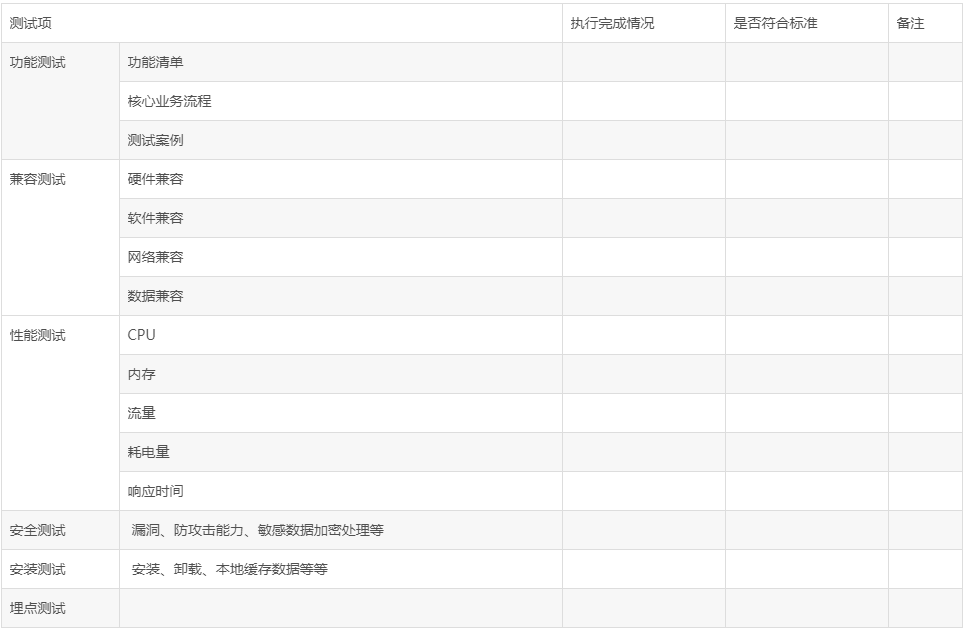 测试项 执行完成情况 是否符合标准 备注
功能测试 功能清单
核心业务流程
测试案例
兼容测试 硬件兼容
软件兼容
网络兼容
数据兼容
性能测试 CPU
内存
流量
耗电量
响应时间
安全测试 漏洞、防攻击能力、敏感数据加密处理等
安装测试 安装、卸载、本地缓存数据等等
埋点测试